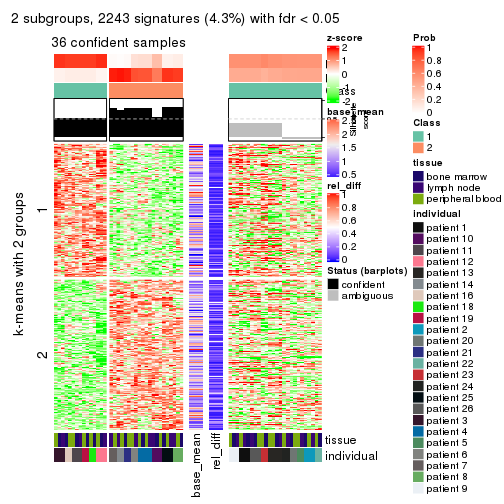 2 subgroups, 2243 signatures (4.3%) with fdr < 0.05
36 confident samples
k-means with 2 groups
1
2
z-score
2
1
0
-1
-2
base_mean
2.5
2
1.5
1
0.5
rel_diff
1
0.8
0.6
0.4
0.2
0
Status (barplots)
confident
ambiguous
Silhouette
score
Prob
1
0.8
0.6
0.4
0.2
0
Class
1
2
tissue
bone marrow
lymph node
peripheral blood
individual
patient 1
patient 10
patient 11
patient 12
patient 13
patient 14
patient 16
patient 18
patient 19
patient 2
patient 20
patient 21
patient 22
patient 23
patient 24
patient 25
patient 26
patient 3
patient 4
patient 5
patient 6
patient 7
patient 8
patient 9
tissue
individual
base_mean
rel_diff